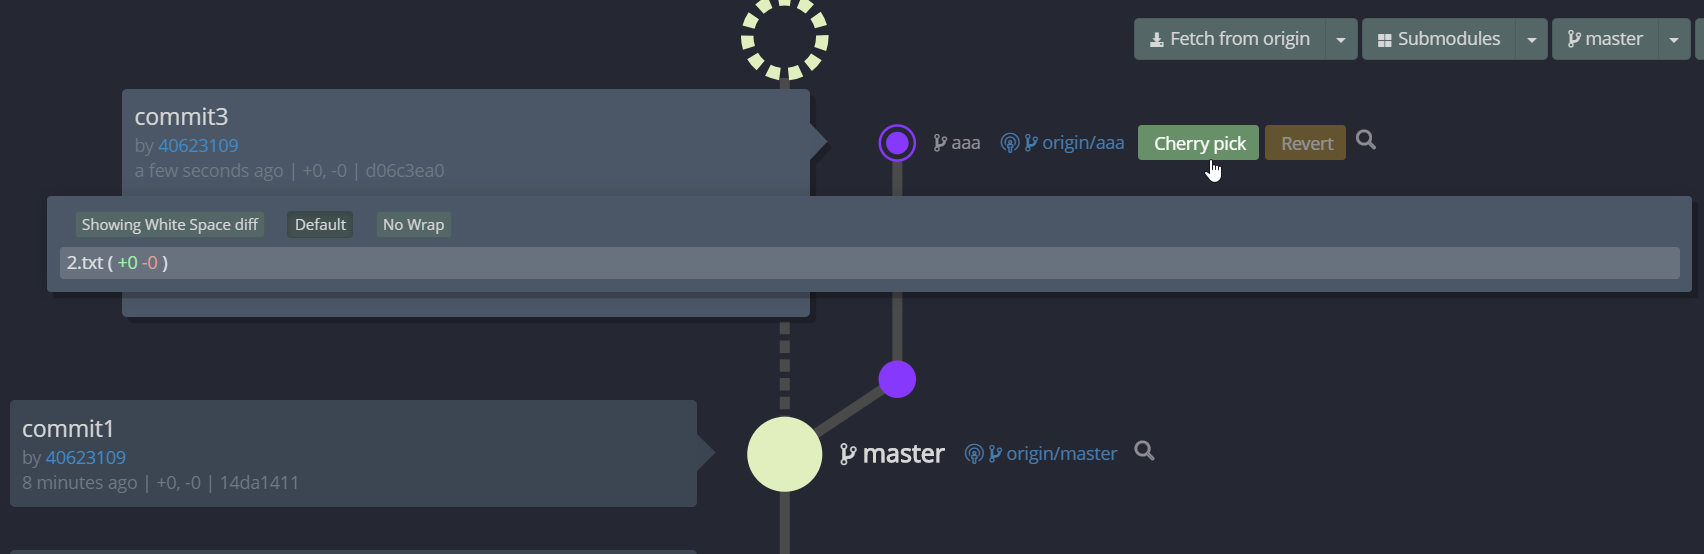 Fetch from origin Submodules master
commit3
by 40623109
a few seconds ago | +0, -0 | d06c3ea0
aaa origin/aaa Cherry pick Revert
Showing White Space diff Default No Wrap
2.txt ( +0 -0 )
commit1
by 40623109
8 minutes ago | +0, -0 | 14da1411
master origin/master